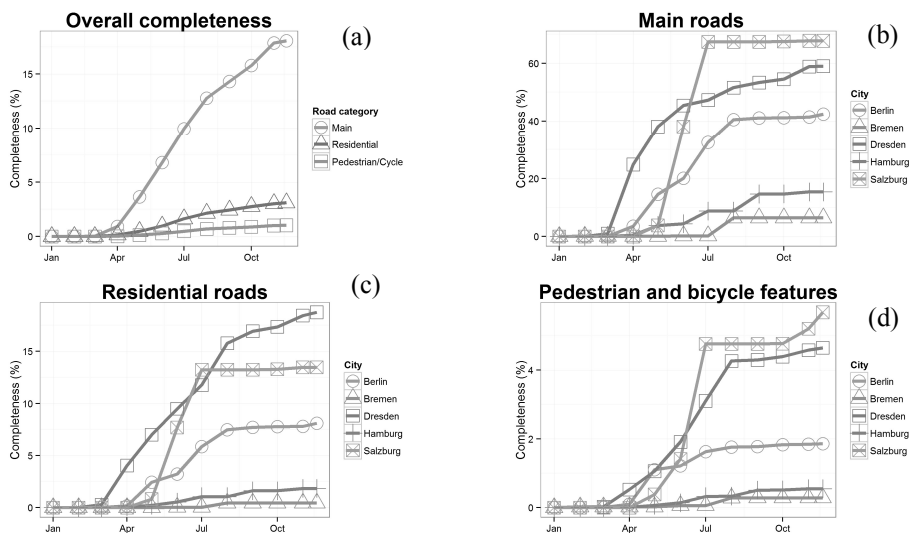 Overall completeness
(a)
Completeness (%)
15
10
5
0
Jan
Apr
Jul
Oct
Road category
Main
Residential
Pedestrian/Cycle
Main roads
(b)
Completeness (%)
60
40
20
0
Jan
Apr
Jul
Oct
City
Berlin
Bremen
Dresden
Hamburg
Salzburg
Residential roads
(c)
Completeness (%)
15
10
5
0
Jan
Apr
Jul
Oct
City
Berlin
Bremen
Dresden
Hamburg
Salzburg
Pedestrian and bicycle features
(d)
Completeness (%)
4
2
0
Jan
Apr
Jul
Oct
City
Berlin
Bremen
Dresden
Hamburg
Salzburg